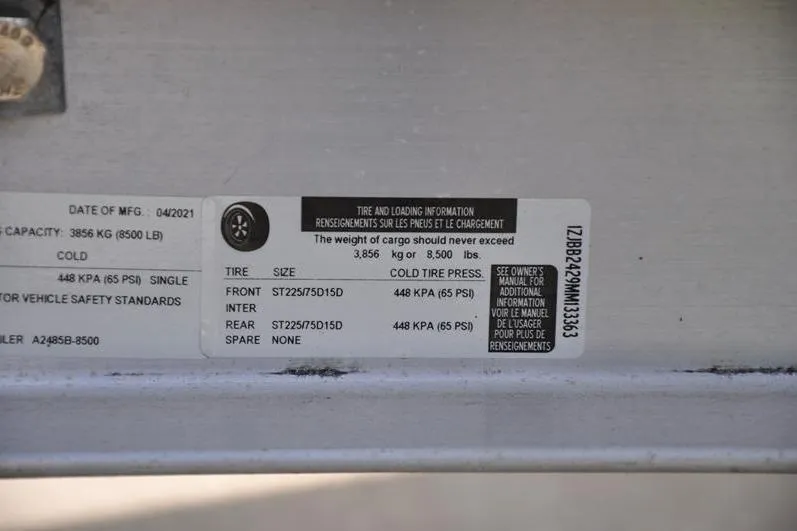 DATE OF MFG. : 04/2021
CAPACITY: 3856 KG (8500 LB)
COLD
448 KPA (65 PSI) SINGLE
TOR VEHICLE SAFETY STANDARDS
ILER A2485B-8500
TIRE AND LOADING INFORMATION
RENSEIGNEMENTS SUR LES PNEUS ET LE CHARGEMENT
The weight of cargo should never exceed
3,856 kg or 8,500 lbs.
TIRE SIZE COLD TIRE PRESS.
FRONT ST225/75D15D 448 KPA (65 PSI)
INTER
REAR ST225/75D15D 448 KPA (65 PSI)
SPARE NONE
SEE OWNER'S
MANUAL FOR
ADDITIONAL
INFORMATION
VOIR LE MANUEL
DE L'USAGER
POUR PLUS DE
RENSEIGNEMENTS
1ZJBB2429MM133363